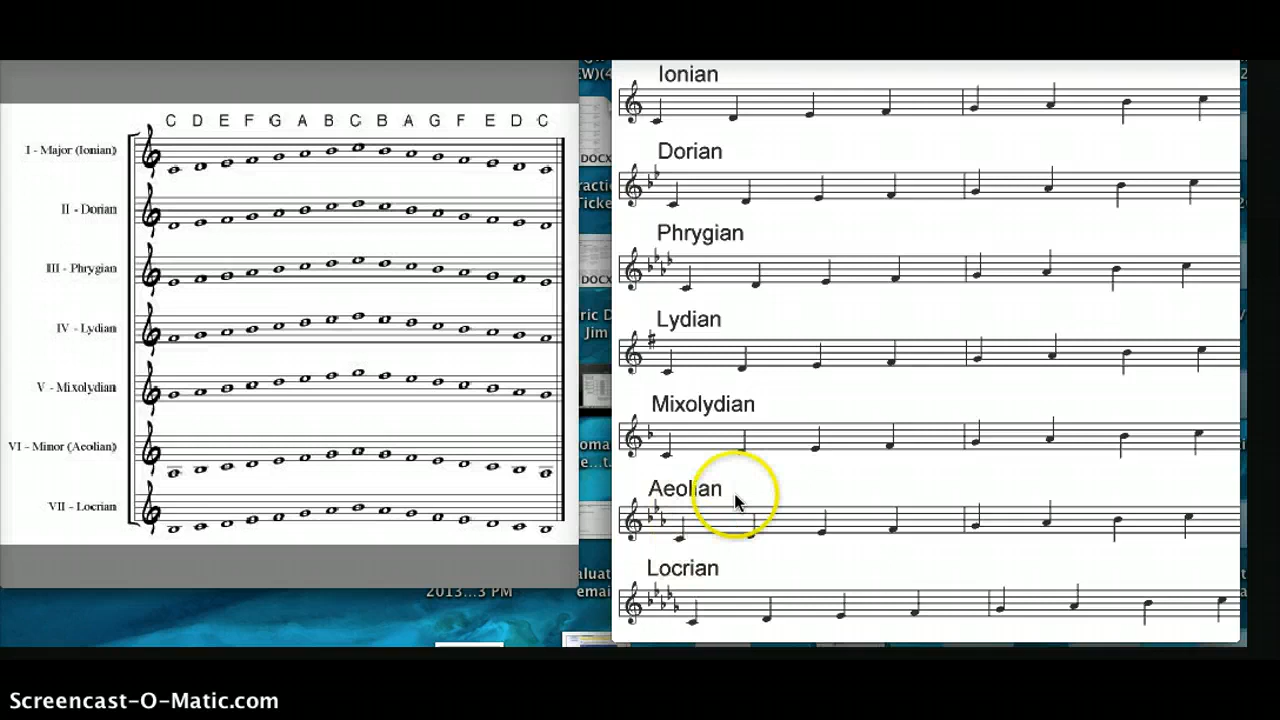 C D E F G A B C B A G F E D C
I - Major (Ionian)
II - Dorian
III - Phrygian
IV - Lydian
V - Mixolydian
VI - Minor (Aeolian)
VII - Locrian
Ionian
Dorian
Phrygian
Lydian
Mixolydian
Aeolian
Locrian
DOCX
DOCX
Jim
2013...3 PM
Screencast-O-Matic.com